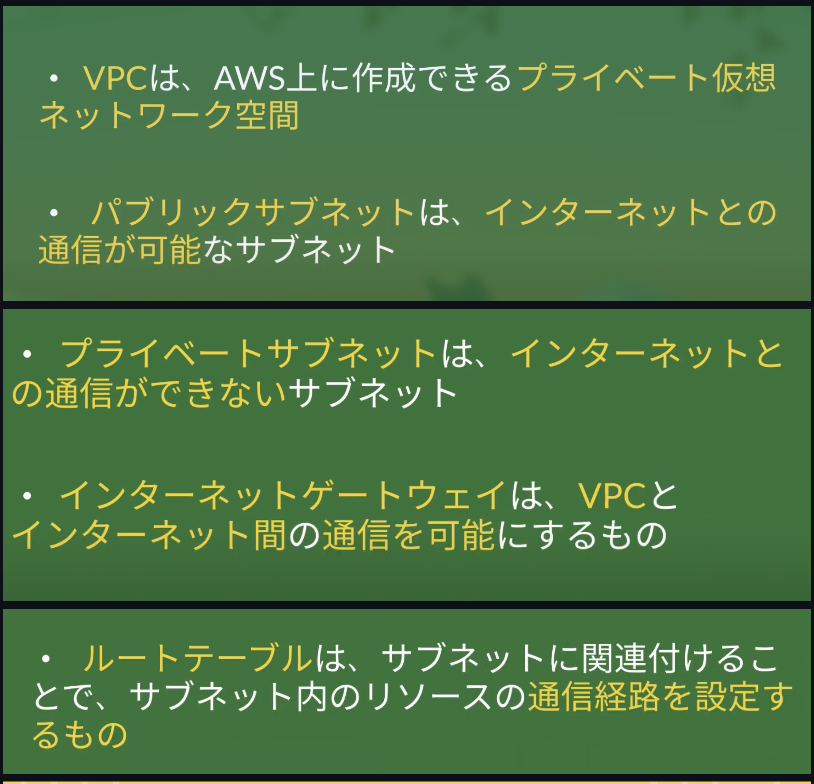 ・ VPCは、AWS上に作成できるプライベート仮想
ネットワーク空間
・ パブリックサブネットは、インターネットとの
通信が可能なサブネット
・ プライベートサブネットは、インターネットと
の通信ができないサブネット
・ インターネットゲートウェイは、VPCと
インターネット間の通信を可能にするもの
・ ルートテーブルは、サブネットに関連付けるこ
とで、サブネット内のリソースの通信経路を設定す
るもの